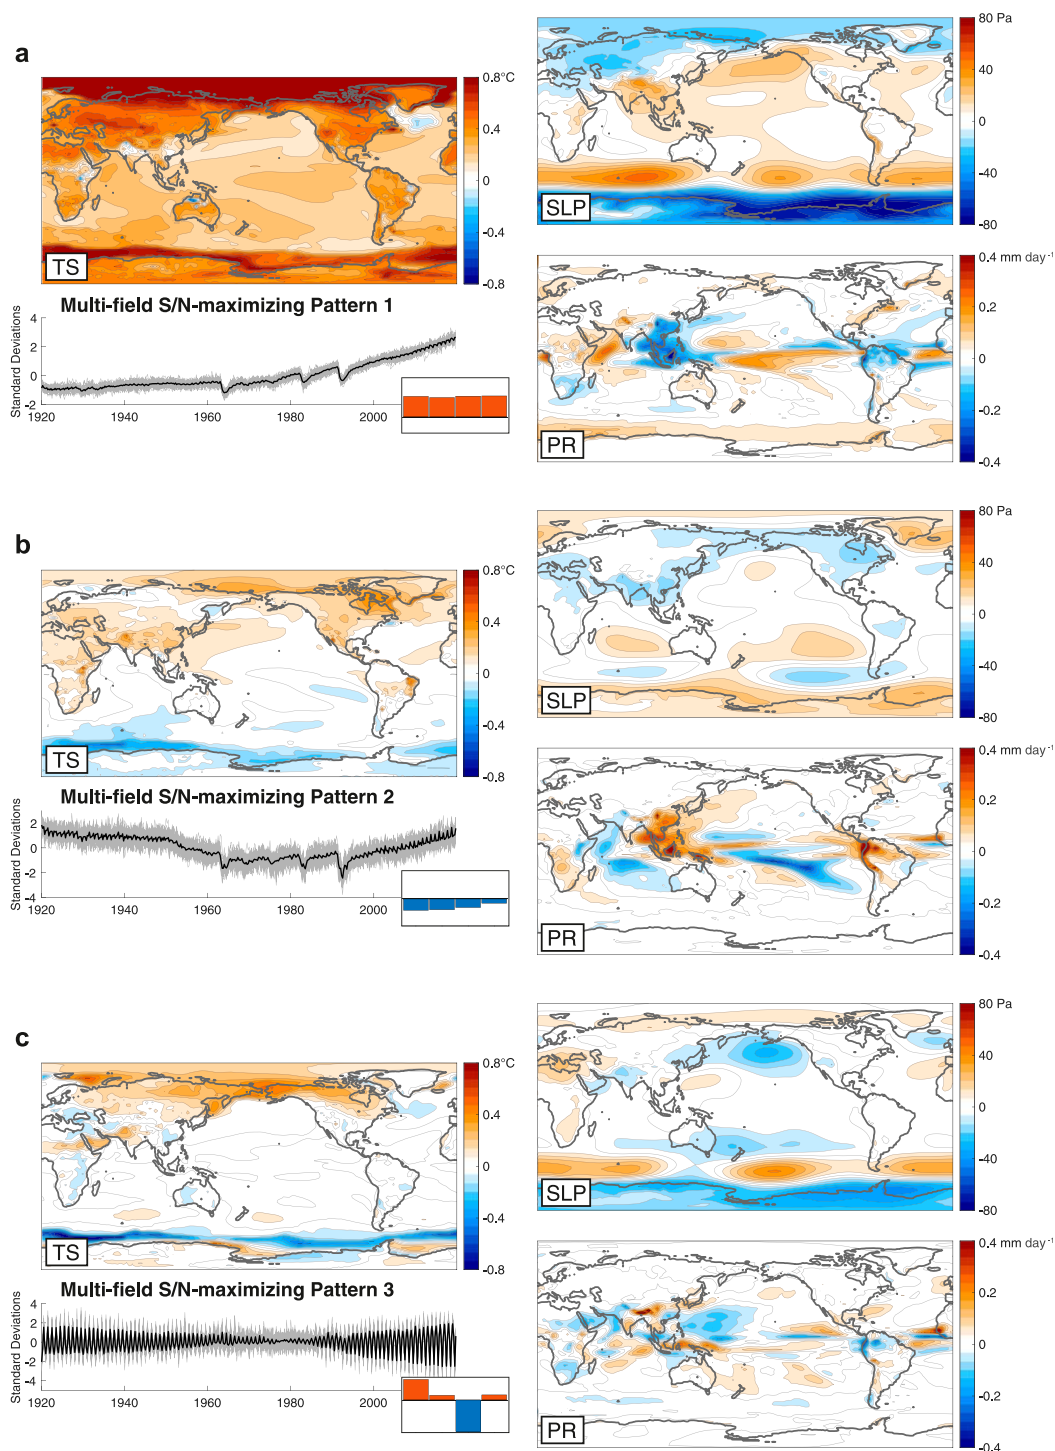 a
0.8°C
0.4
0
-0.4
-0.8
TS
Multi-field S/N-maximizing Pattern 1
Standard Deviations
4
2
0
-2
1920
1940
1960
1980
2000
80 Pa
40
0
-40
-80
SLP
0.4 mm day⁻¹
0.2
0
-0.2
-0.4
PR
b
0.8°C
0.4
0
-0.4
-0.8
TS
Multi-field S/N-maximizing Pattern 2
Standard Deviations
2
0
-2
-4
1920
1940
1960
1980
2000
80 Pa
40
0
-40
-80
SLP
0.4 mm day⁻¹
0.2
0
-0.2
-0.4
PR
c
0.8°C
0.4
0
-0.4
-0.8
TS
Multi-field S/N-maximizing Pattern 3
Standard Deviations
4
2
0
-2
-4
1920
1940
1960
1980
2000
80 Pa
40
0
-40
-80
SLP
0.4 mm day⁻¹
0.2
0
-0.2
-0.4
PR